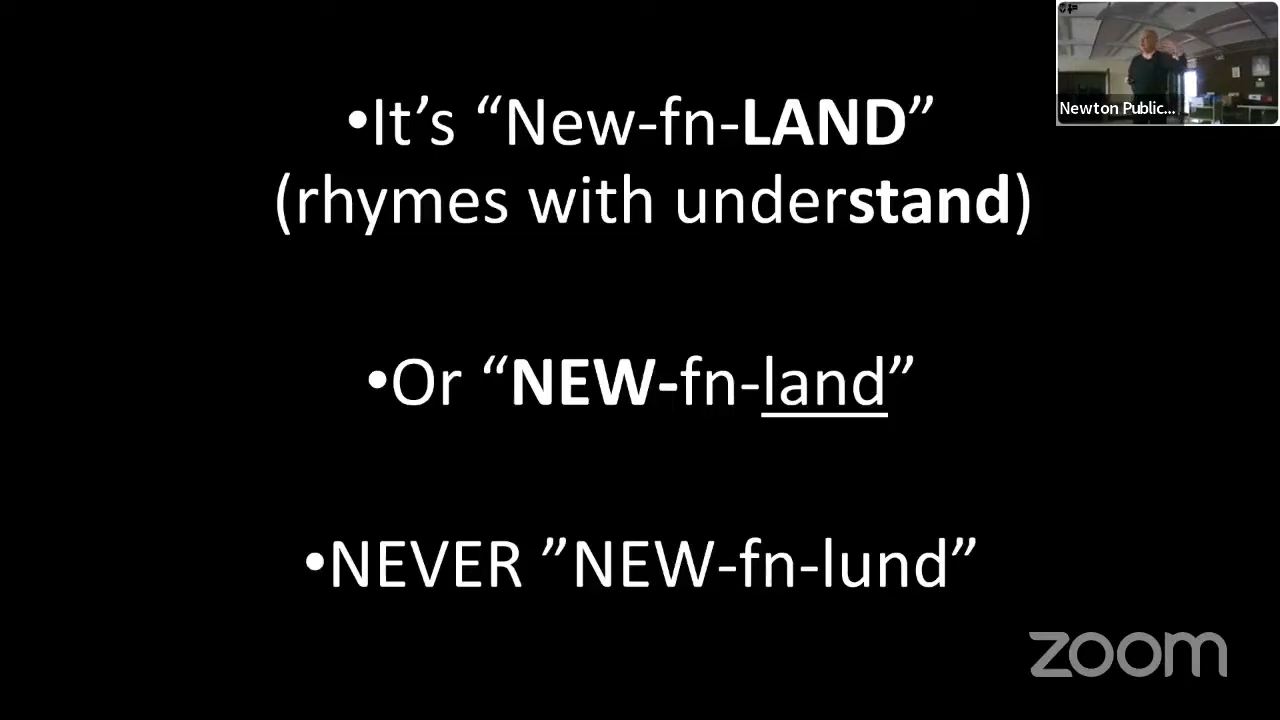 •It’s “New-fn-LAND”
(rhymes with understand)
•Or “NEW-fn-land”
•NEVER ”NEW-fn-lund”
Newton Public...
zoom